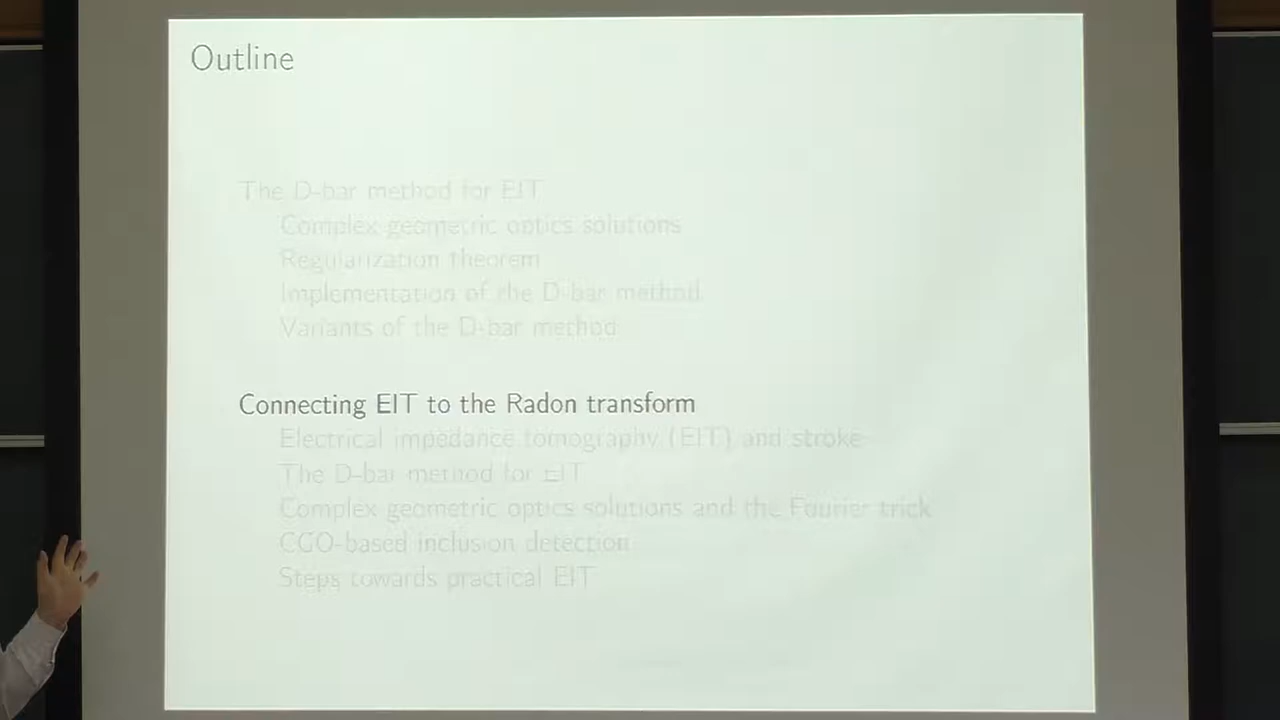 Outline
The D-bar method for EIT
Complex geometric optics solutions
Regularization theorem
Implementation of the D-bar method
Variants of the D-bar method
Connecting EIT to the Radon transform
Electrical impedance tomography (EIT) and stroke
The D-bar method for EIT
Complex geometric optics solutions and the Fourier trick
CGO-based inclusion detection
Steps towards practical EIT